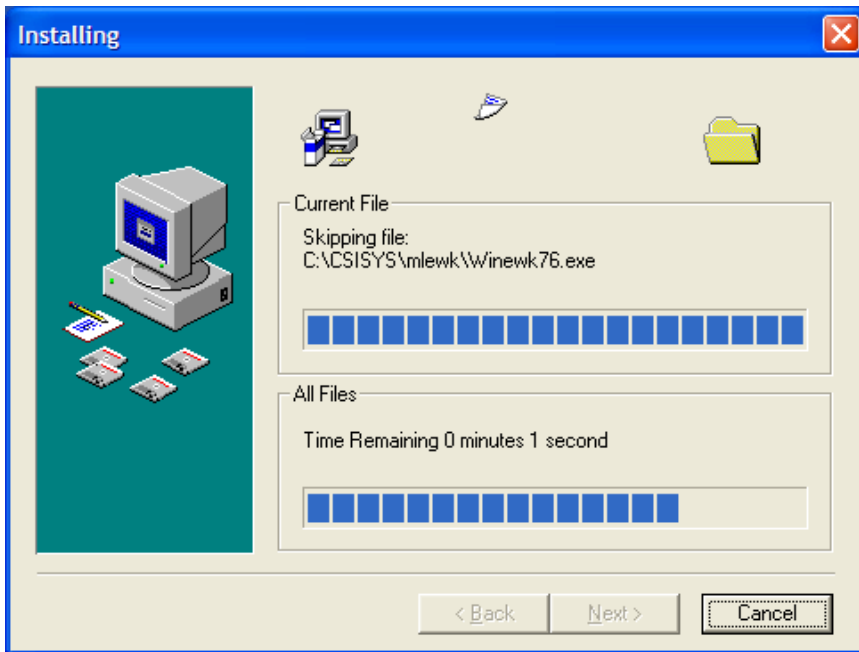 Installing
Current File
Skipping file:
C:\CSISYS\mlewk\Winewk76.exe
All Files
Time Remaining 0 minutes 1 second
< Back
Next >
Cancel